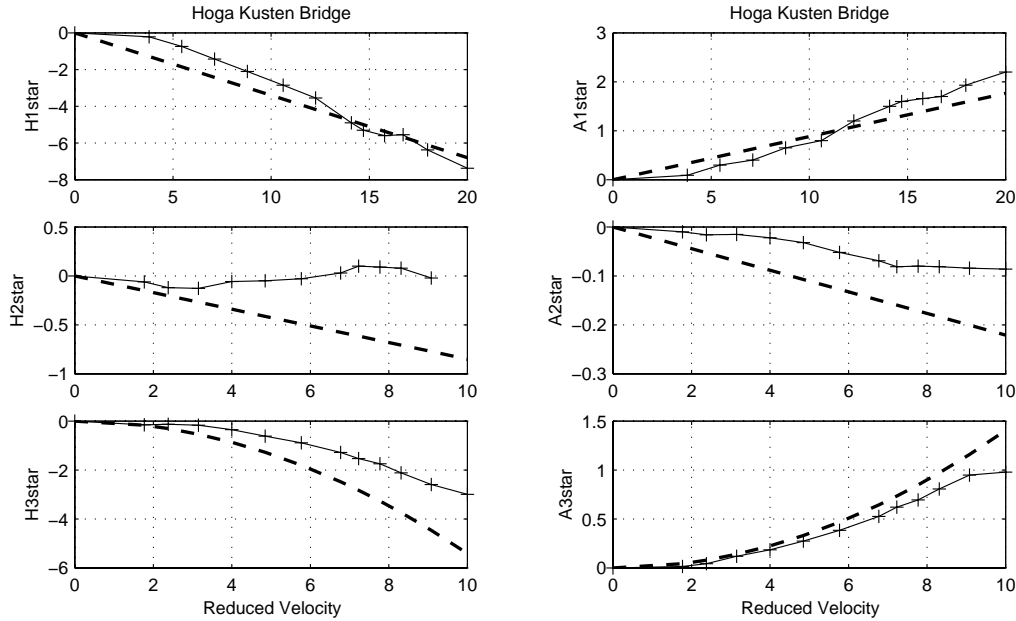 Hoga Kusten Bridge
0
−2
−4
−6
−8
H1star
0 5 10 15 20
Hoga Kusten Bridge
3
2
1
0
A1star
0 5 10 15 20
0.5
0
−0.5
−1
H2star
0 2 4 6 8 10
0
−0.1
−0.2
−0.3
A2star
0 2 4 6 8 10
0
−2
−4
−6
H3star
0 2 4 6 8 10
Reduced Velocity
1.5
1
0.5
0
A3star
0 2 4 6 8 10
Reduced Velocity